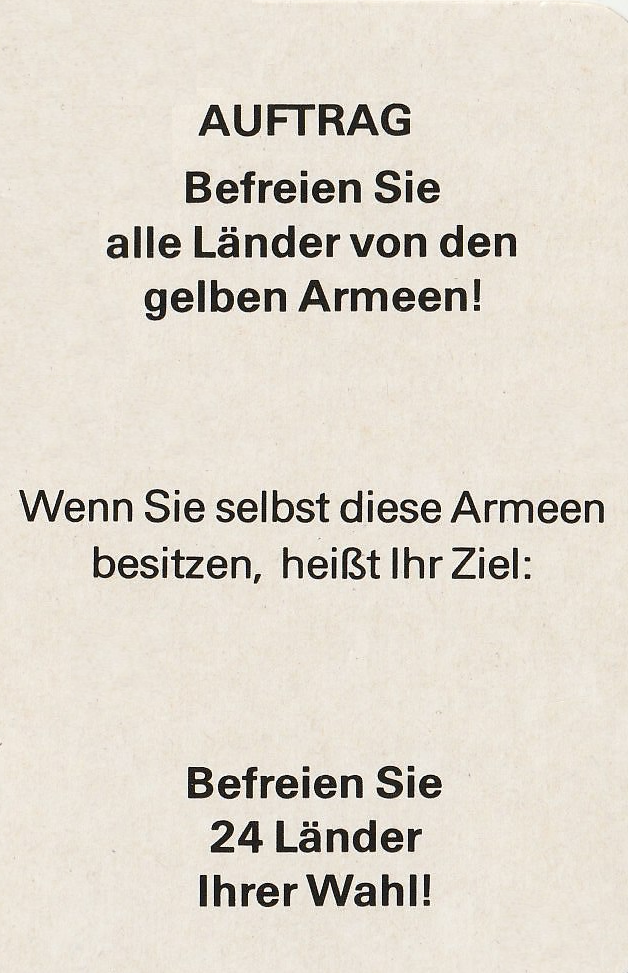 AUFTRAG
Befreien Sie
alle Länder von den
gelben Armeen!
Wenn Sie selbst diese Armeen
besitzen, heißt Ihr Ziel:
Befreien Sie
24 Länder
Ihrer Wahl!